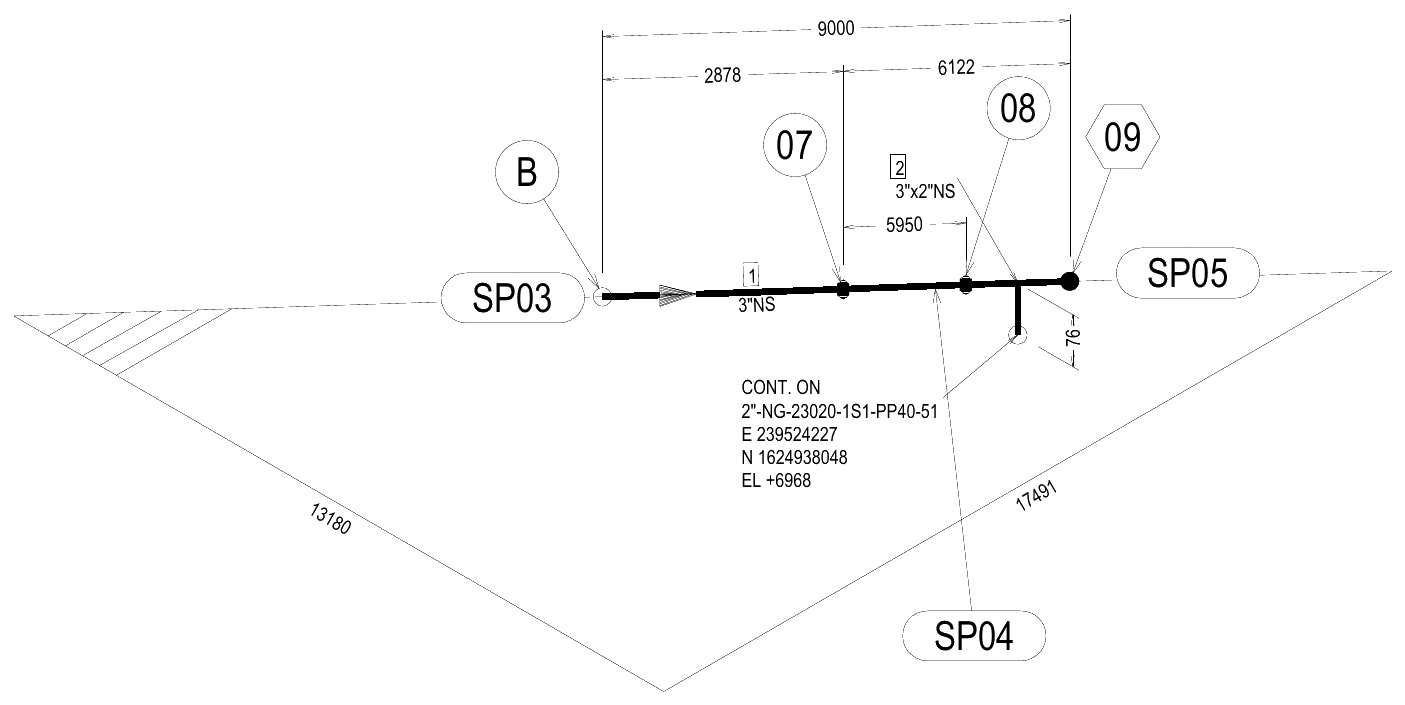 9000
2878
6122
08
09
07
B
2
3"x2"NS
5950
SP05
SP03
1
3"NS
76
CONT. ON
2"-NG-23020-1S1-PP40-51
E 239524227
N 1624938048
EL +6968
13180
17491
SP04